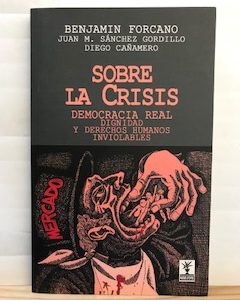 BENJAMIN FORCANO
JUAN M. SÁNCHEZ GORDILLO
DIEGO CAÑAMERO
SOBRE
LA CRISIS
DEMOCRACIA REAL
DIGNIDAD
Y DERECHOS HUMANOS
INVIOLABLES
MERCADO